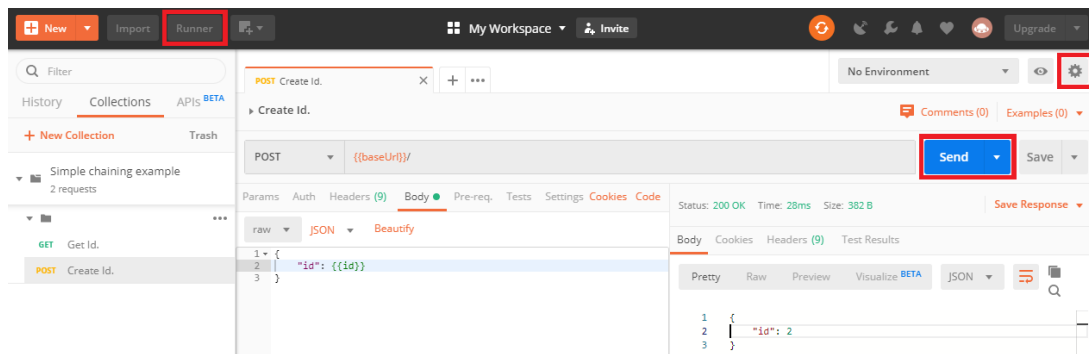 New Import Runner My Workspace Invite Upgrade
Filter
History Collections APIs BETA
+ New Collection Trash
Simple chaining example
2 requests
GET Get Id.
POST Create Id.
POST Create Id. No Environment
Create Id. Comments (0) Examples (0)
POST {{baseUrl}}/ Send Save
Params Auth Headers (9) Body Pre-req. Tests Settings Cookies Code
raw JSON Beautify
1 {
2 "id": {{id}}
3 }
Status: 200 OK Time: 28ms Size: 382 B Save Response
Body Cookies Headers (9) Test Results
Pretty Raw Preview Visualize BETA JSON
1 {
2 "id": 2
3 }